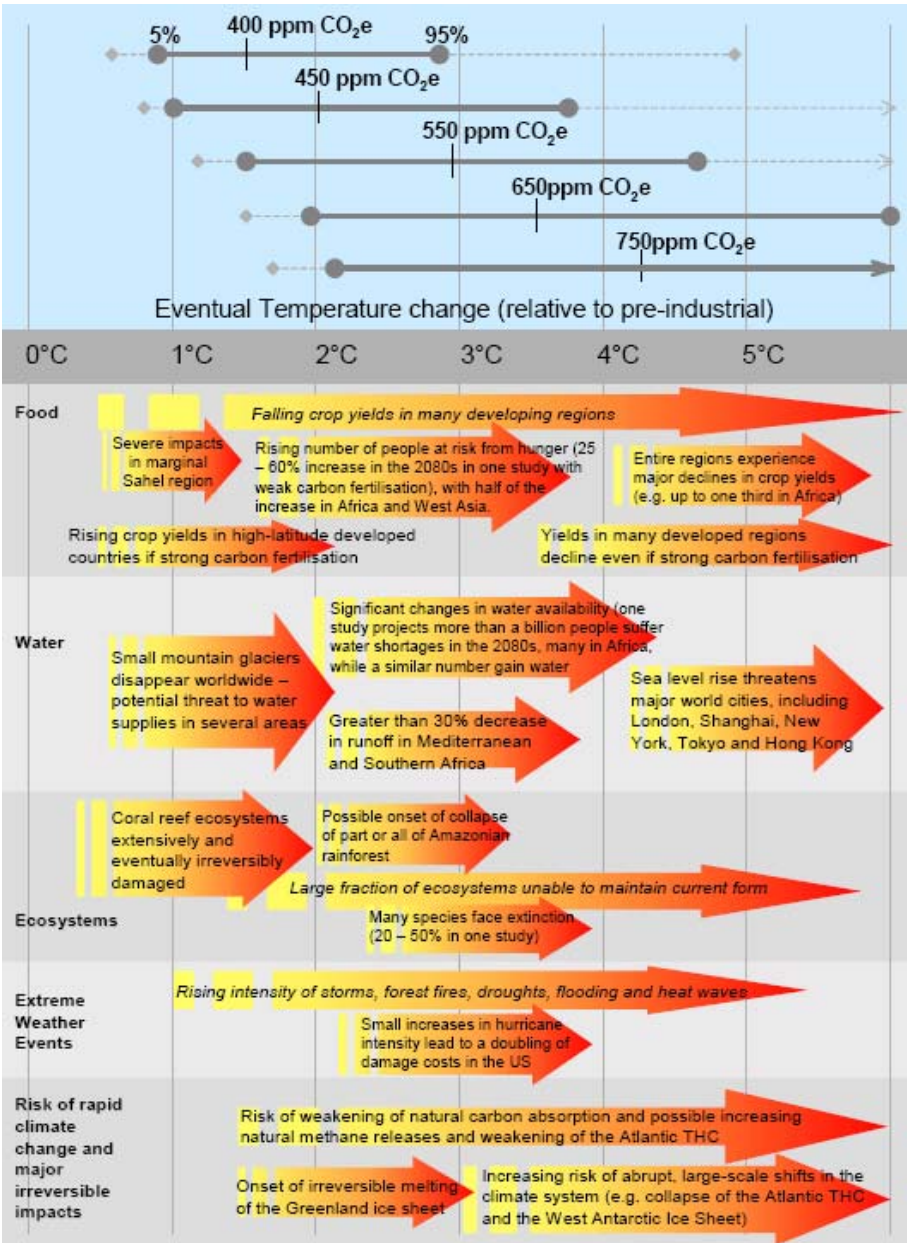 5%
400 ppm CO₂e
95%
450 ppm CO₂e
550 ppm CO₂e
650ppm CO₂e
750ppm CO₂e
Eventual Temperature change (relative to pre-industrial)
0°C 1°C 2°C 3°C 4°C 5°C
Food
Falling crop yields in many developing regions
Severe impacts
in marginal
Sahel region
Rising number of people at risk from hunger (25
– 60% increase in the 2080s in one study with
weak carbon fertilisation), with half of the
increase in Africa and West Asia.
Entire regions experience
major declines in crop yields
(e.g. up to one third in Africa)
Rising crop yields in high-latitude developed
countries if strong carbon fertilisation
Yields in many developed regions
decline even if strong carbon fertilisation
Water
Small mountain glaciers
disappear worldwide –
potential threat to water
supplies in several areas
Significant changes in water availability (one
study projects more than a billion people suffer
water shortages in the 2080s, many in Africa,
while a similar number gain water
Greater than 30% decrease
in runoff in Mediterranean
and Southern Africa
Sea level rise threatens
major world cities, including
London, Shanghai, New
York, Tokyo and Hong Kong
Ecosystems
Coral reef ecosystems
extensively and
eventually irreversibly
damaged
Possible onset of collapse
of part or all of Amazonian
rainforest
Large fraction of ecosystems unable to maintain current form
Many species face extinction
(20 – 50% in one study)
Extreme
Weather
Events
Rising intensity of storms, forest fires, droughts, flooding and heat waves
Small increases in hurricane
intensity lead to a doubling of
damage costs in the US
Risk of rapid
climate
change and
major
irreversible
impacts
Risk of weakening of natural carbon absorption and possible increasing
natural methane releases and weakening of the Atlantic THC
Onset of irreversible melting
of the Greenland ice sheet
Increasing risk of abrupt, large-scale shifts in the
climate system (e.g. collapse of the Atlantic THC
and the West Antarctic Ice Sheet)